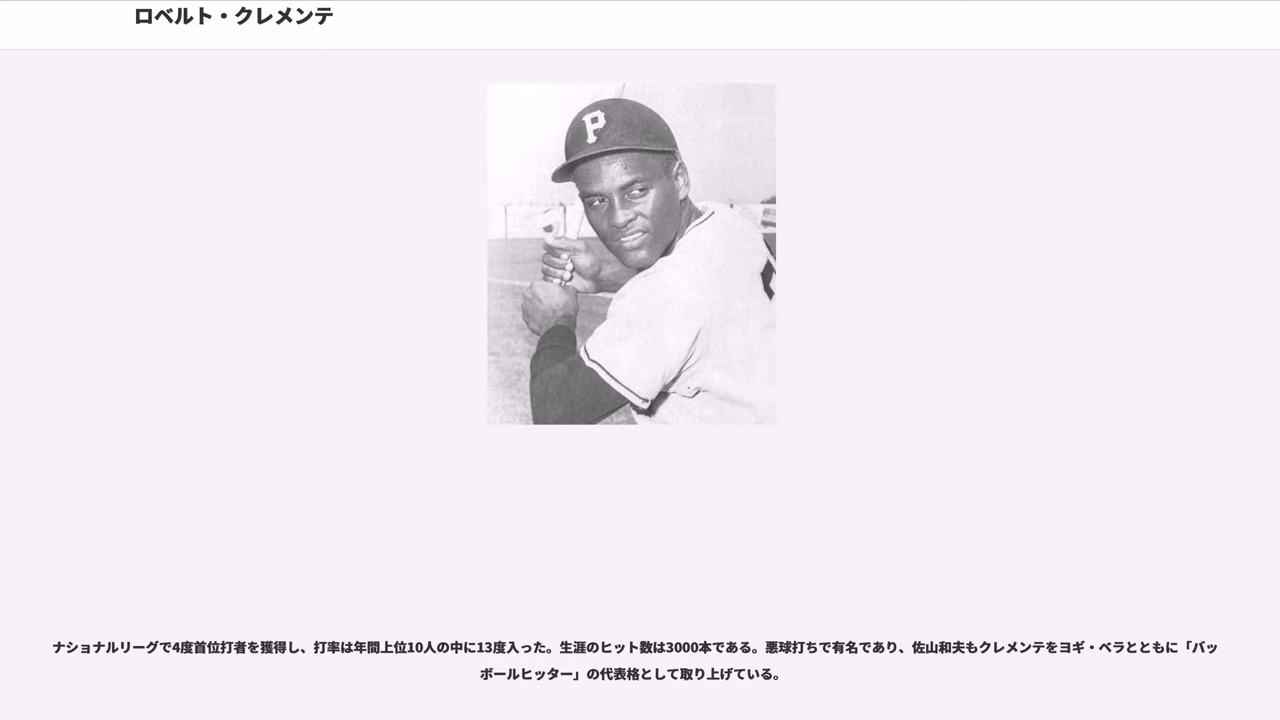 ロベルト・クレメンテ
P
ナショナルリーグで4度首位打者を獲得し、打率は年間上位10人の中に13度入った。生涯のヒット数は3000本である。悪球打ちで有名であり、佐山和夫もクレメンテをヨギ・ベラとともに「バッ
ボールヒッター」の代表格として取り上げている。